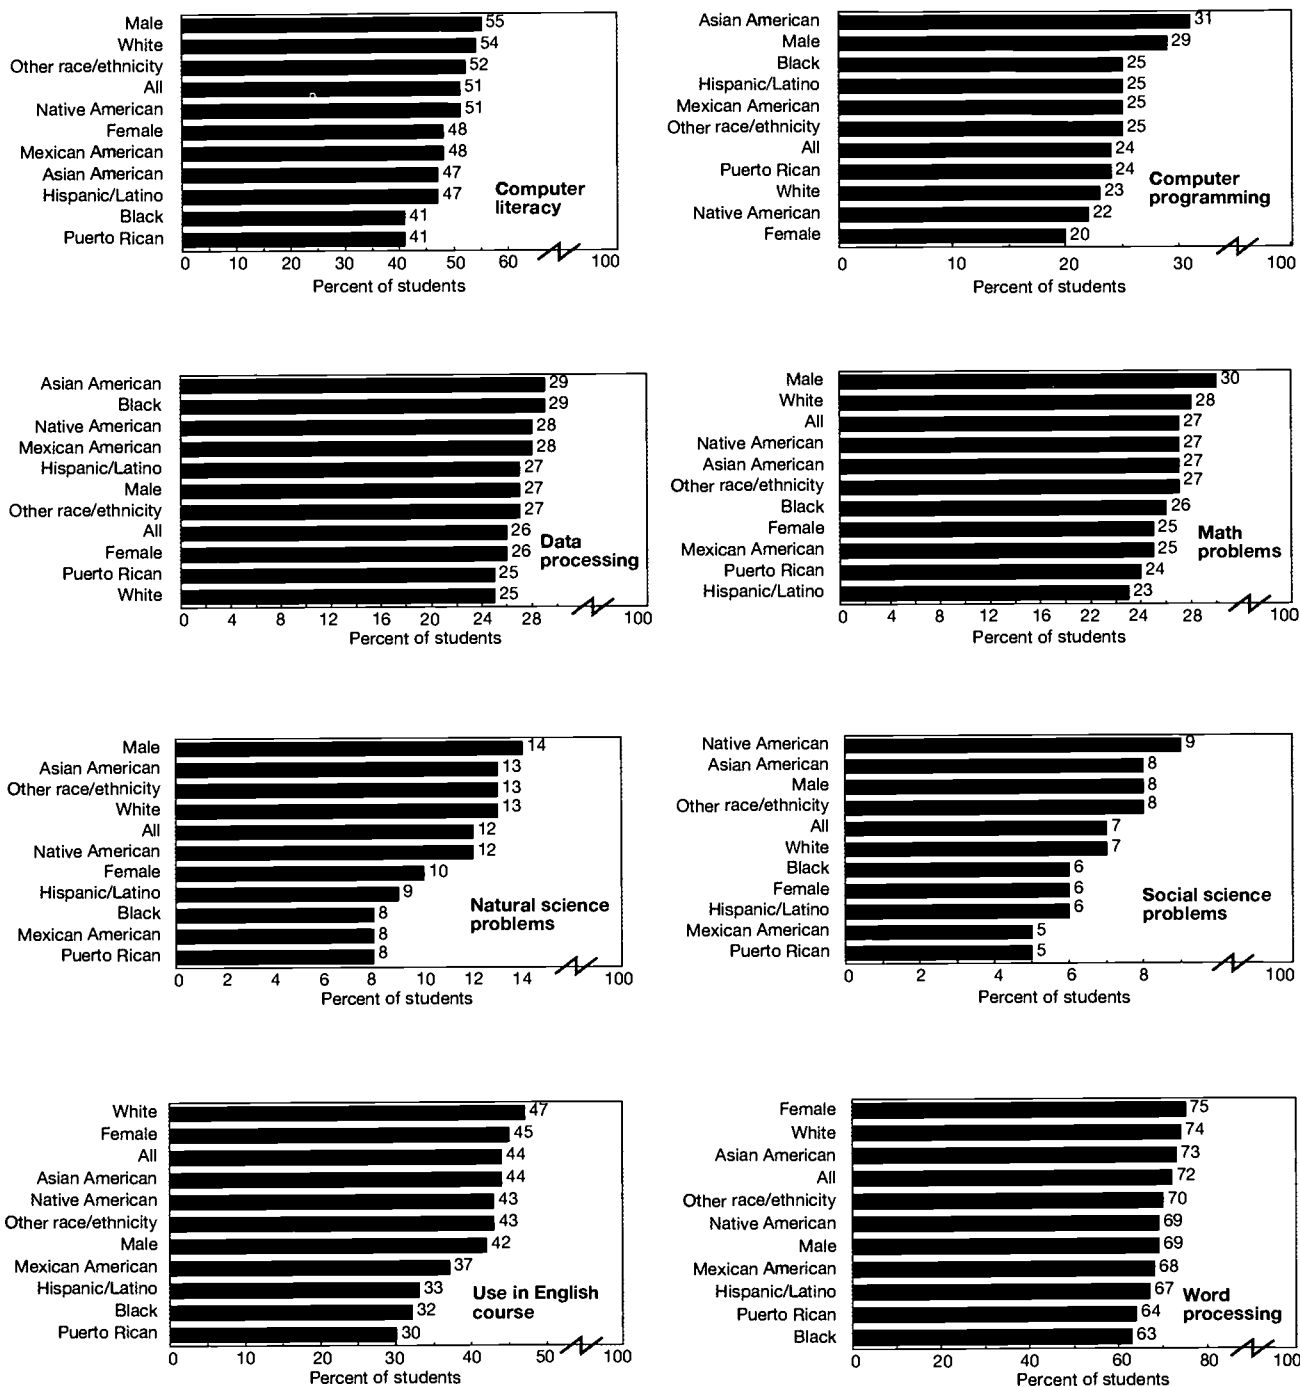 Male 55
White 54
Other race/ethnicity 52
All 51
Native American 51
Female 48
Mexican American 48
Asian American 47
Hispanic/Latino 47
Black 41
Puerto Rican 41
Computer
literacy
0 10 20 30 40 50 60 100
Percent of students
Asian American 31
Male 29
Black 25
Hispanic/Latino 25
Mexican American 25
Other race/ethnicity 25
All 24
Puerto Rican 24
White 23
Native American 22
Female 20
Computer
programming
0 10 20 30 100
Percent of students
Asian American 29
Black 29
Native American 28
Mexican American 28
Hispanic/Latino 27
Male 27
Other race/ethnicity 27
All 26
Female 26
Puerto Rican 25
White 25
Data
processing
0 4 8 12 16 20 24 28 100
Percent of students
Male 30
White 28
All 27
Native American 27
Asian American 27
Other race/ethnicity 27
Black 26
Female 25
Mexican American 25
Puerto Rican 24
Hispanic/Latino 23
Math
problems
0 4 8 12 16 20 24 28 100
Percent of students
Male 14
Asian American 13
Other race/ethnicity 13
White 13
All 12
Native American 12
Female 10
Hispanic/Latino 9
Black 8
Mexican American 8
Puerto Rican 8
Natural science
problems
0 2 4 6 8 10 12 14 100
Percent of students
Native American 9
Asian American 8
Male 8
Other race/ethnicity 8
All 7
White 7
Black 6
Female 6
Hispanic/Latino 6
Mexican American 5
Puerto Rican 5
Social science
problems
0 2 4 6 8 100
Percent of students
White 47
Female 45
All 44
Asian American 44
Native American 43
Other race/ethnicity 43
Male 42
Mexican American 37
Hispanic/Latino 33
Black 32
Puerto Rican 30
Use in English
course
0 10 20 30 40 50 100
Percent of students
Female 75
White 74
Asian American 73
All 72
Other race/ethnicity 70
Native American 69
Male 69
Mexican American 68
Hispanic/Latino 67
Puerto Rican 64
Black 63
Word
processing
0 20 40 60 80 100
Percent of students